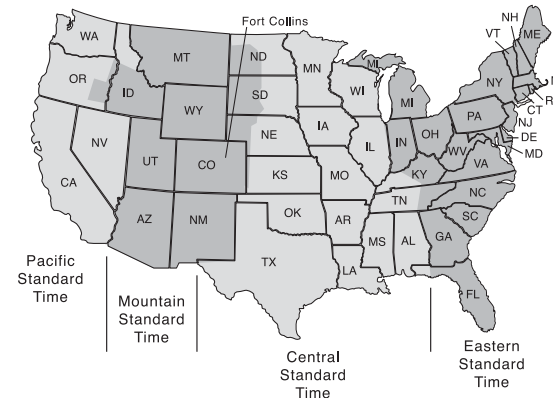 Fort Collins
WA
OR
CA
NV
ID
MT
WY
UT
CO
AZ
NM
ND
SD
NE
KS
OK
TX
MN
IA
MO
AR
LA
WI
IL
MS
MI
MI
IN
OH
KY
TN
AL
GA
FL
SC
NC
VA
WV
PA
NY
VT
NH
ME
CT
NJ
DE
MD
Pacific
Standard
Time
Mountain
Standard
Time
Central
Standard
Time
Eastern
Standard
Time